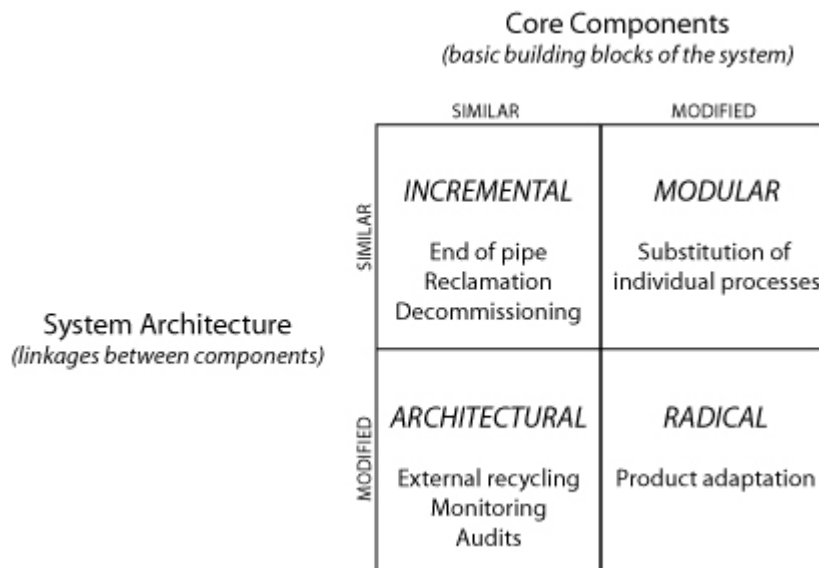 Core Components
(basic building blocks of the system)
SIMILAR
MODIFIED
System Architecture
(linkages between components)
SIMILAR
INCREMENTAL
End of pipe
Reclamation
Decommissioning
MODULAR
Substitution of
individual processes
MODIFIED
ARCHITECTURAL
External recycling
Monitoring
Audits
RADICAL
Product adaptation